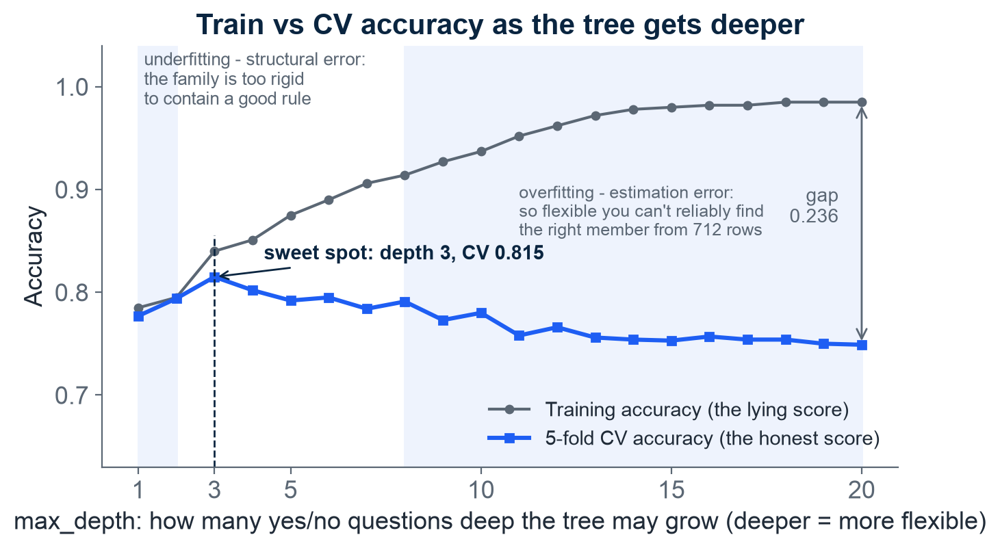 Train vs CV accuracy as the tree gets deeper
underfitting - structural error:
the family is too rigid
to contain a good rule
1.0
0.9
0.8
0.7
Accuracy
overfitting - estimation error:
so flexible you can't reliably find
the right member from 712 rows
gap
0.236
sweet spot: depth 3, CV 0.815
Training accuracy (the lying score)
5-fold CV accuracy (the honest score)
1 3 5 10 15 20
max_depth: how many yes/no questions deep the tree may grow (deeper = more flexible)